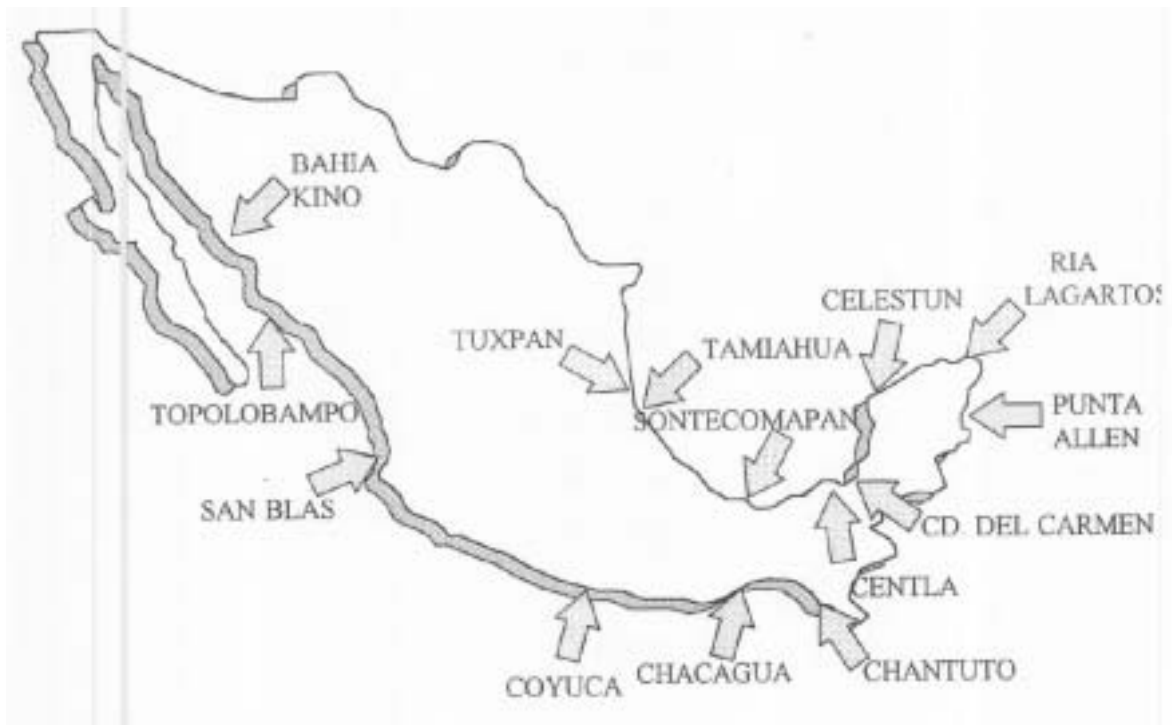 BAHIA
KINO
RIA
LAGARTOS
CELESTUN
TUXPAN
TAMIAHUA
TOPOLOBAMPO
SONTECOMAPAN
PUNTA
ALLEN
SAN BLAS
CD. DEL CARMEN
CENTLA
COYUCA
CHACAGUA
CHANTUTO